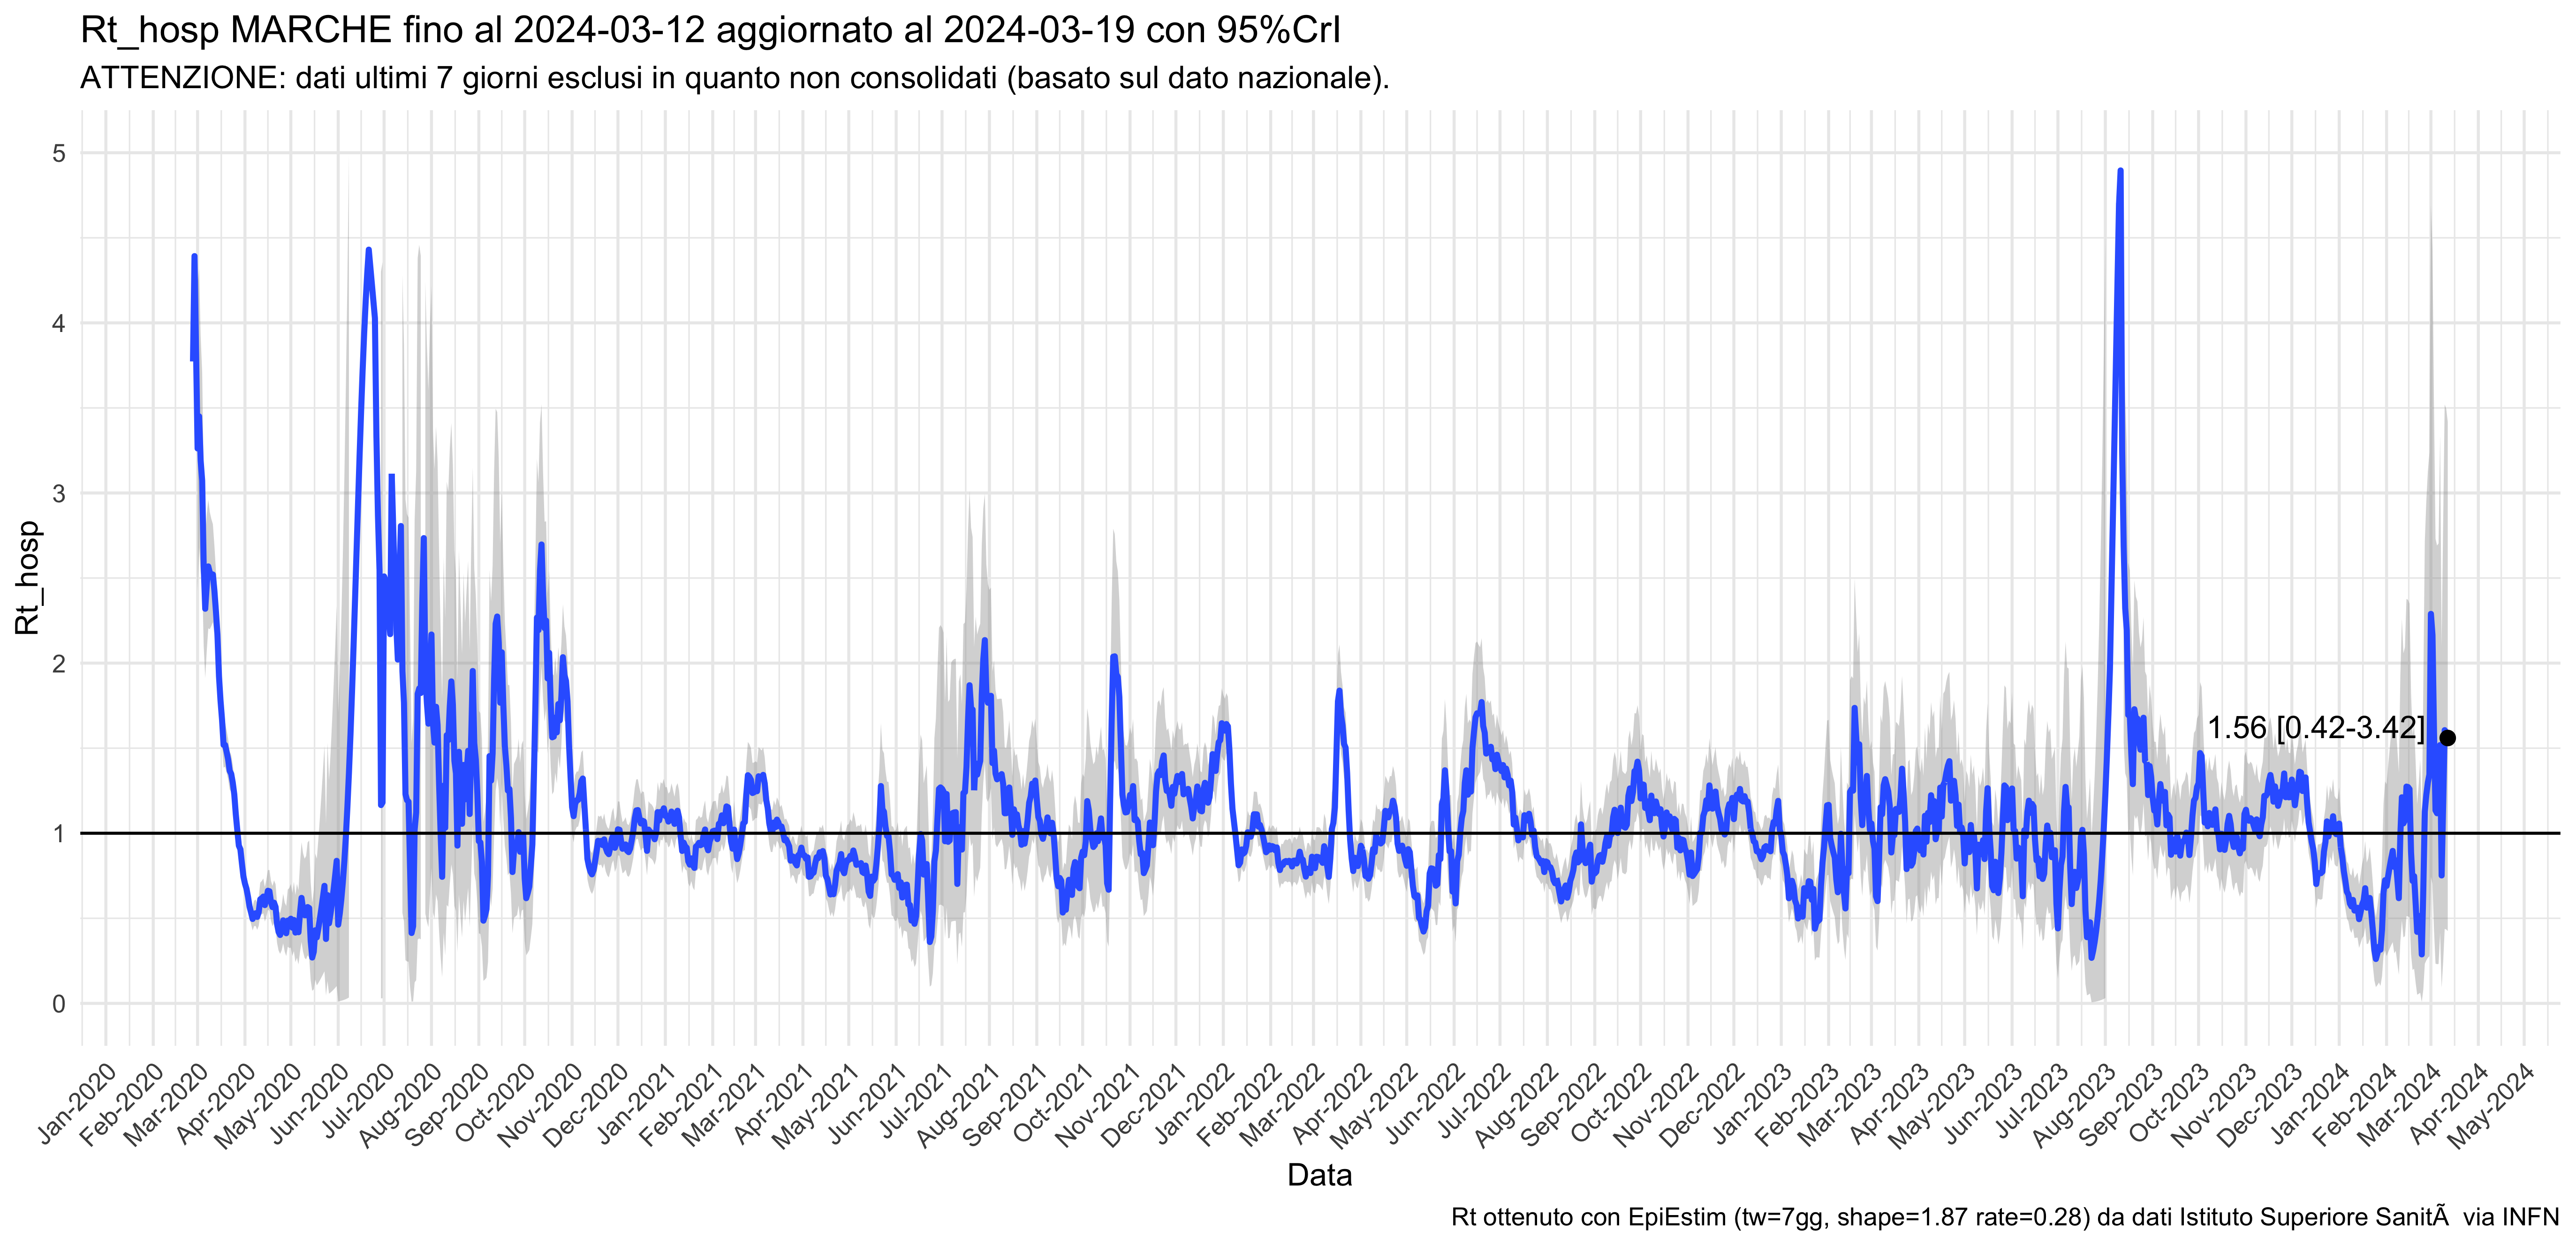 Rt_hosp MARCHE fino al 2024-03-12 aggiornato al 2024-03-19 con 95%CrI
ATTENZIONE: dati ultimi 7 giorni esclusi in quanto non consolidati (basato sul dato nazionale).
5
4
3
2
1
0
Rt_hosp
1.56 [0.42-3.42]
Jan-2020
Feb-2020
Mar-2020
Apr-2020
May-2020
Jun-2020
Jul-2020
Aug-2020
Sep-2020
Oct-2020
Nov-2020
Dec-2020
Jan-2021
Feb-2021
Mar-2021
Apr-2021
May-2021
Jun-2021
Jul-2021
Aug-2021
Sep-2021
Oct-2021
Nov-2021
Dec-2021
Jan-2022
Feb-2022
Mar-2022
Apr-2022
May-2022
Jun-2022
Jul-2022
Aug-2022
Sep-2022
Oct-2022
Nov-2022
Dec-2022
Jan-2023
Feb-2023
Mar-2023
Apr-2023
May-2023
Jun-2023
Jul-2023
Aug-2023
Sep-2023
Oct-2023
Nov-2023
Dec-2023
Jan-2024
Feb-2024
Mar-2024
Apr-2024
May-2024
Data
Rt ottenuto con EpiEstim (tw=7gg, shape=1.87 rate=0.28) da dati Istituto Superiore SanitÃ  via INFN